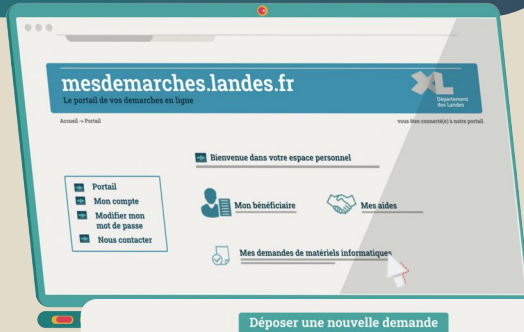 mesdemarches.landes.fr
Le portail de vos demarches en ligne
XL
Département
des Landes
Accueil -> Portail
vous êtes connecté(e) à notre portail
Bienvenue dans votre espace personnel
Portail
Mon compte
Modifier mon
mot de passe
Nous contacter
Mon bénéficiaire
Mes aides
Mes demandes de matériels informatiques
Déposer une nouvelle demande